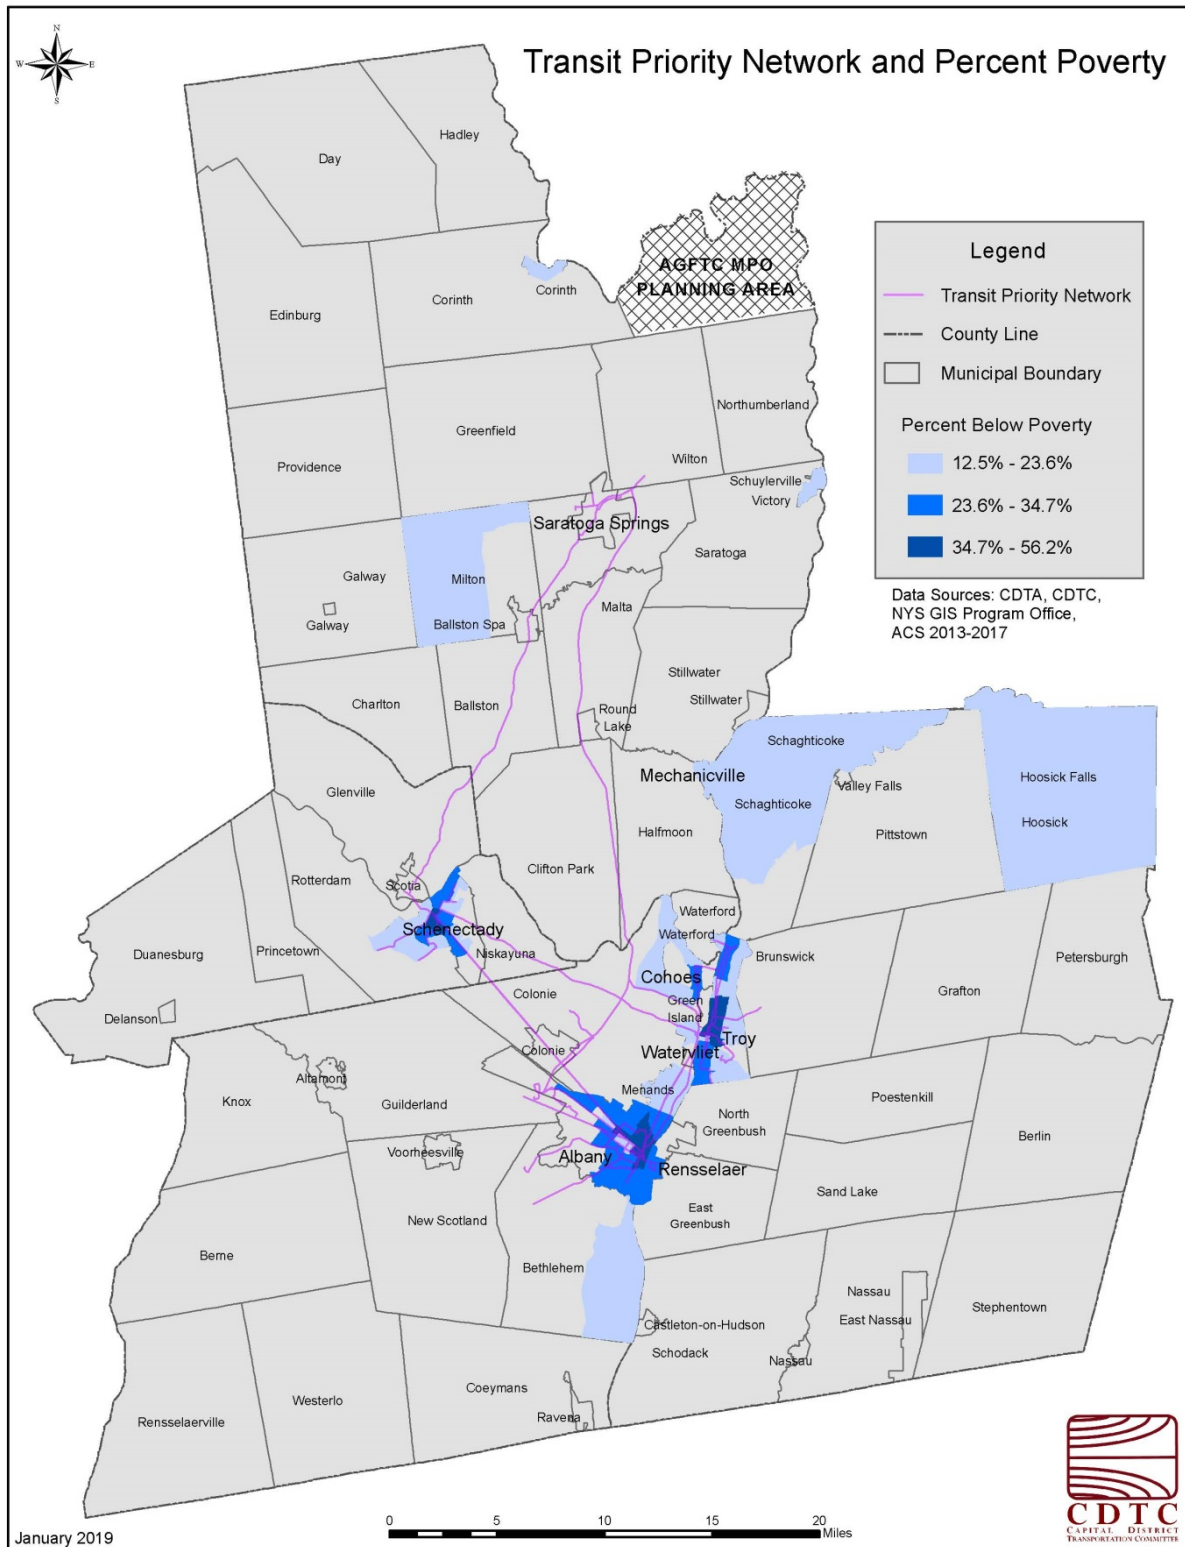 Transit Priority Network and Percent Poverty
N
W
E
S
Hadley
Day
AGFTC MPO
PLANNING AREA
Legend
Transit Priority Network
County Line
Municipal Boundary
Percent Below Poverty
12.5% - 23.6%
23.6% - 34.7%
34.7% - 56.2%
Data Sources: CDTA, CDTC,
NYS GIS Program Office,
ACS 2013-2017
Corinth
Corinth
Edinburg
Northumberland
Greenfield
Wilton
Providence
Schuylerville
Victory
Saratoga Springs
Saratoga
Galway
Milton
Malta
Galway
Ballston Spa
Stillwater
Stillwater
Charlton
Ballston
Round
Lake
Schaghticoke
Mechanicville
Hoosick Falls
Valley Falls
Glenville
Schaghticoke
Hoosick
Halfmoon
Pittstown
Clifton Park
Rotterdam
Scotia
Waterford
Schenectady
Waterford
Duanesburg
Princetown
Niskayuna
Brunswick
Petersburgh
Cohoes
Colonie
Grafton
Green
Island
Delanson
Troy
Colonie
Watervliet
Altamont
Menands
Knox
Guilderland
Poestenkill
North
Greenbush
Berlin
Voorheesville
Albany
Rensselaer
Sand Lake
New Scotland
East
Greenbush
Berne
Bethlehem
Nassau
Stephentown
East Nassau
Castleton-on-Hudson
Schodack
Nassau
Coeymans
Westerlo
Ravena
Rensselaerville
0 5 10 15 20
Miles
January 2019
CDTC
CAPITAL DISTRICT
TRANSPORTATION COMMITTEE